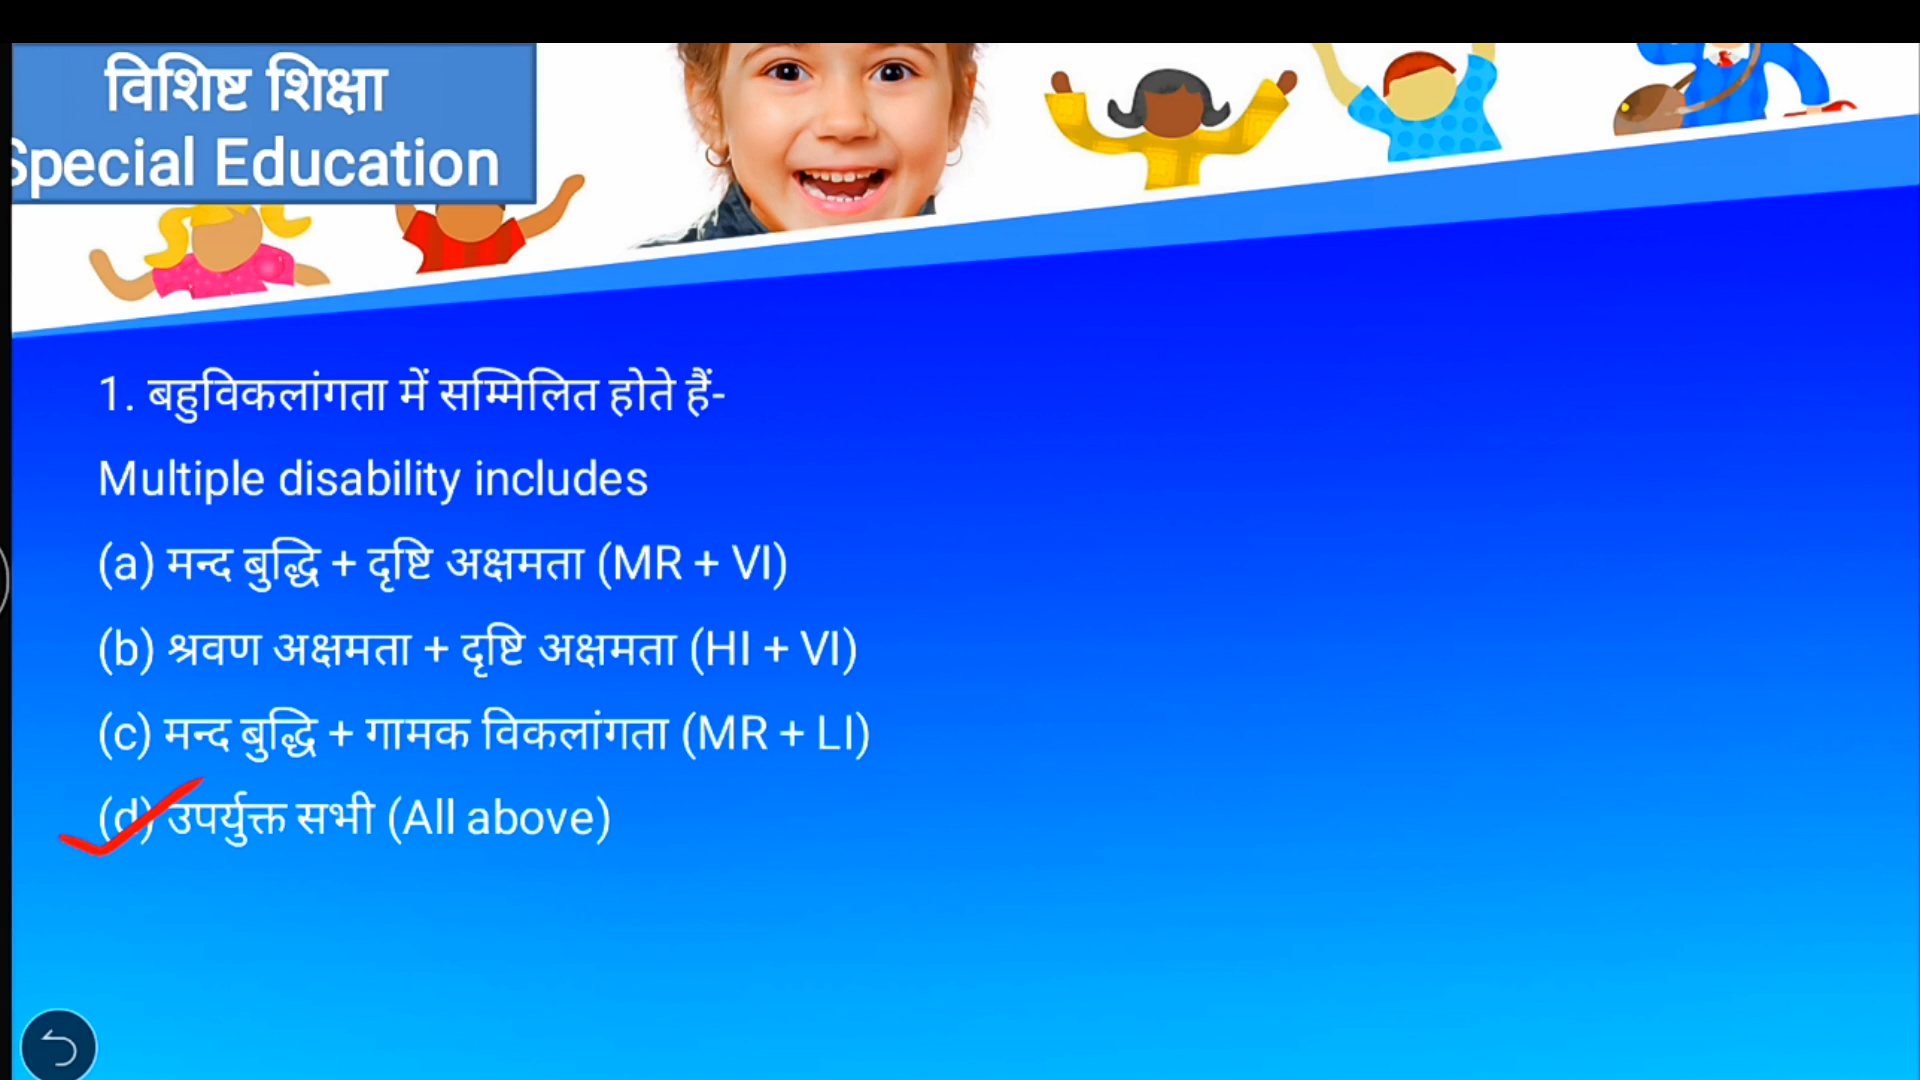 विशिष्ट शिक्षा
Special Education
1. बहुविकलांगता में सम्मिलित होते हैं-
Multiple disability includes
(a) मन्द बुद्धि + दृष्टि अक्षमता (MR + VI)
(b) श्रवण अक्षमता + दृष्टि अक्षमता (HI + VI)
(c) मन्द बुद्धि + गामक विकलांगता (MR + LI)
(d) उपर्युक्त सभी (All above)